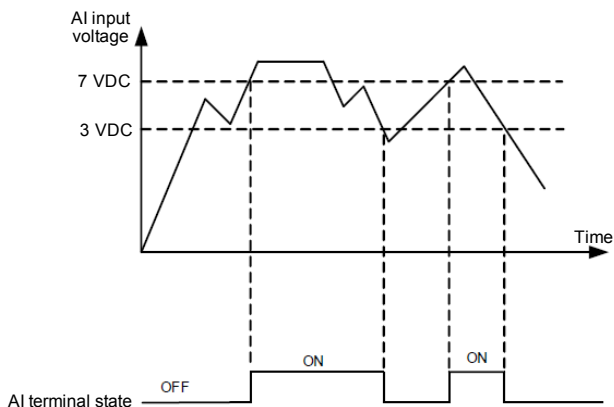 AI input
voltage
7 VDC
3 VDC
Time
ON
ON
OFF
AI terminal state